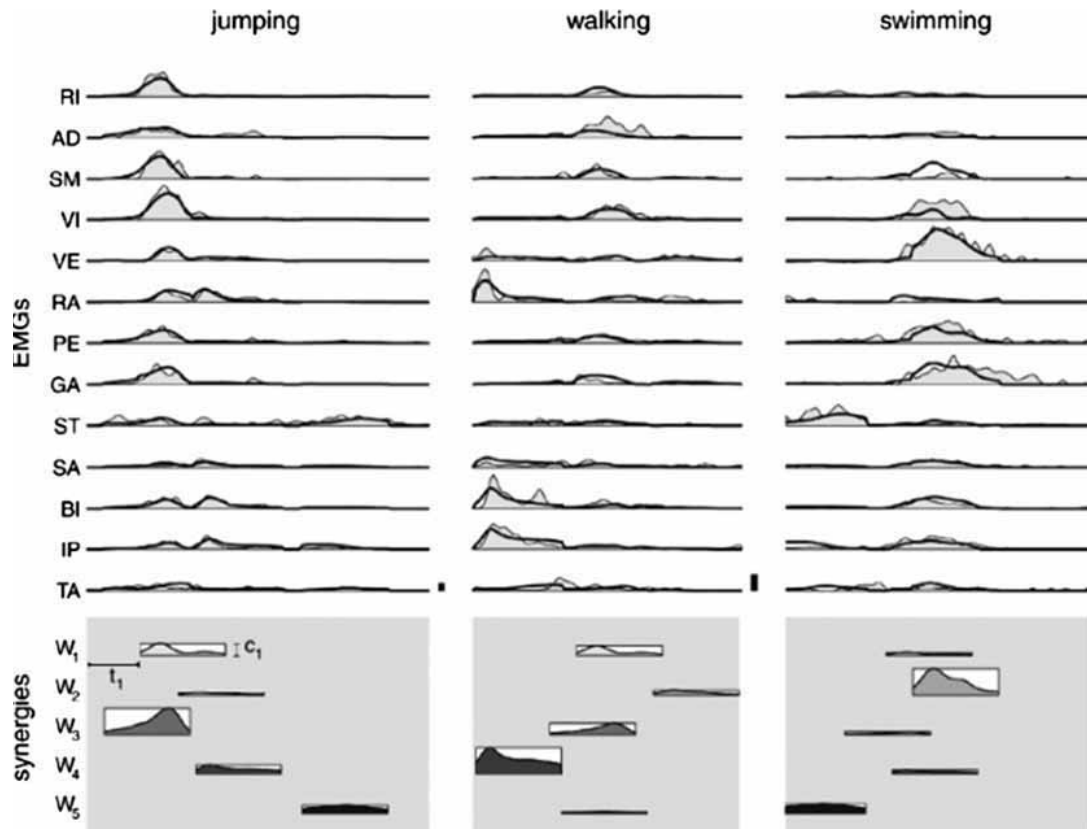 jumping walking swimming
EMGs
RI
AD
SM
VI
VE
RA
PE
GA
ST
SA
BI
IP
TA
synergies
W1 c1
t1
W2
W3
W4
W5